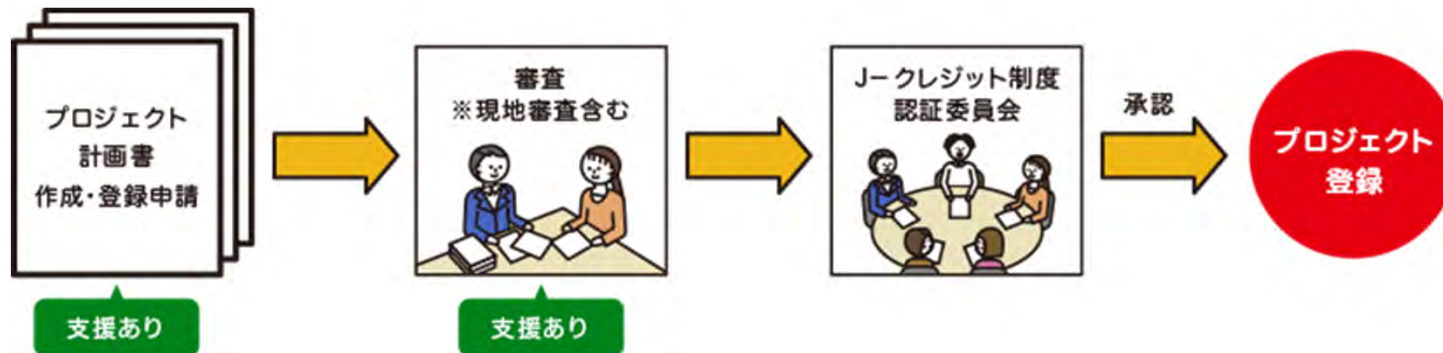 プロジェクト
計画書
作成・登録申請
支援あり
審査
※現地審査含む
支援あり
J-クレジット制度
認証委員会
承認
プロジェクト
登録